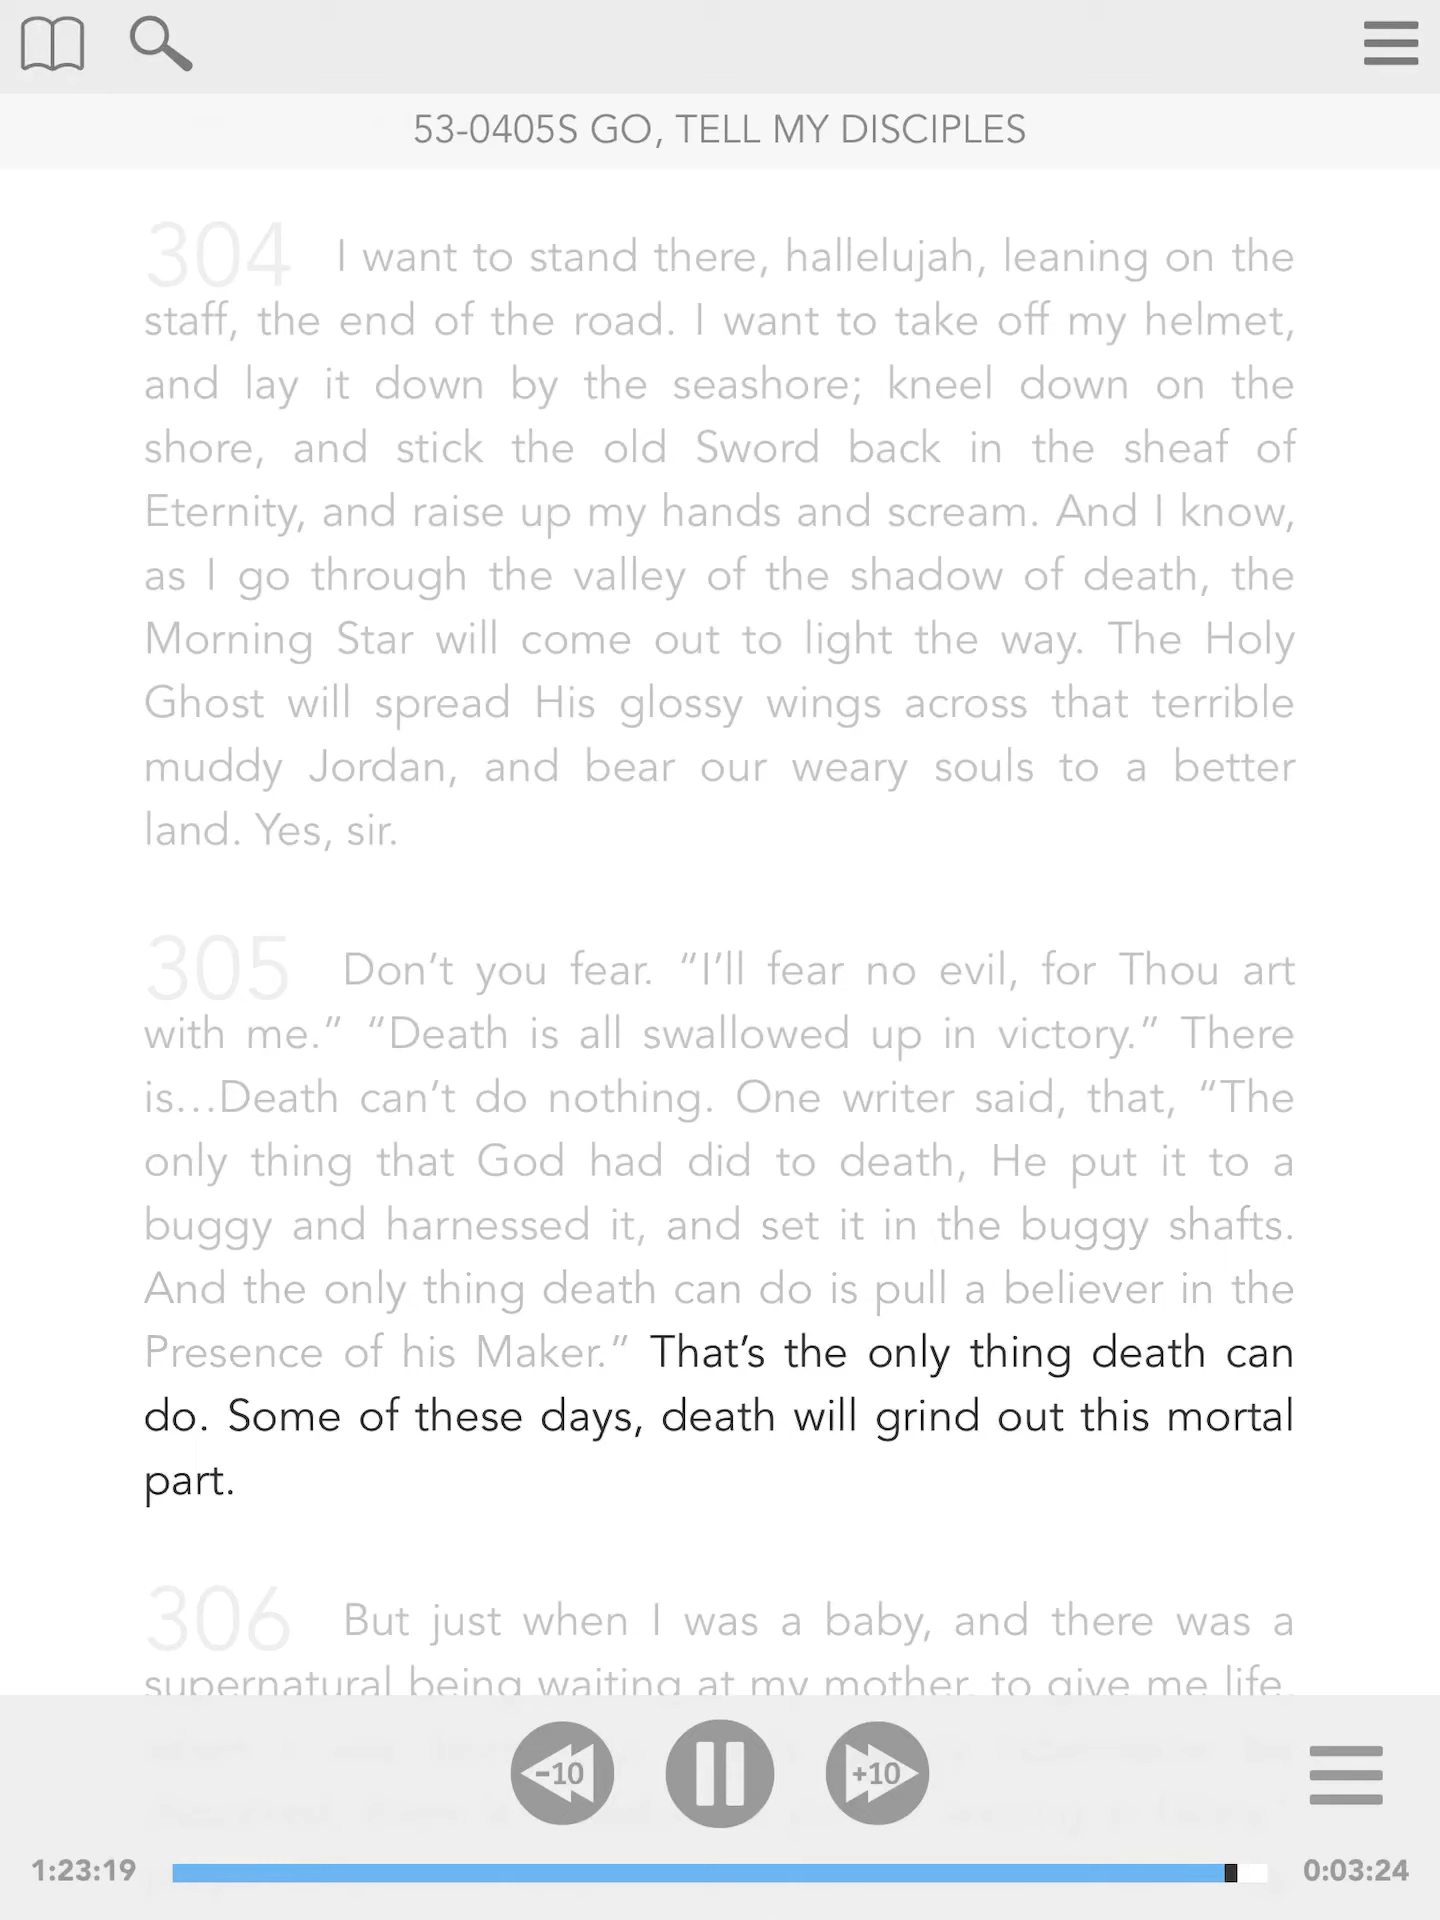 53-0405S GO, TELL MY DISCIPLES
304 I want to stand there, hallelujah, leaning on the
staff, the end of the road. I want to take off my helmet,
and lay it down by the seashore; kneel down on the
shore, and stick the old Sword back in the sheaf of
Eternity, and raise up my hands and scream. And I know,
as I go through the valley of the shadow of death, the
Morning Star will come out to light the way. The Holy
Ghost will spread His glossy wings across that terrible
muddy Jordan, and bear our weary souls to a better
land. Yes, sir.
305 Don’t you fear. “I’ll fear no evil, for Thou art
with me.” “Death is all swallowed up in victory.” There
is…Death can’t do nothing. One writer said, that, “The
only thing that God had did to death, He put it to a
buggy and harnessed it, and set it in the buggy shafts.
And the only thing death can do is pull a believer in the
Presence of his Maker.” That’s the only thing death can
do. Some of these days, death will grind out this mortal
part.
306 But just when I was a baby, and there was a
supernatural being waiting at my mother, to give me life,
-10 +10
1:23:19 0:03:24